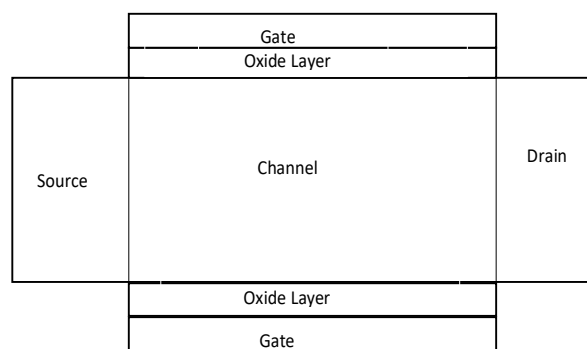 Gate
Oxide Layer
Source
Channel
Drain
Oxide Layer
Gate